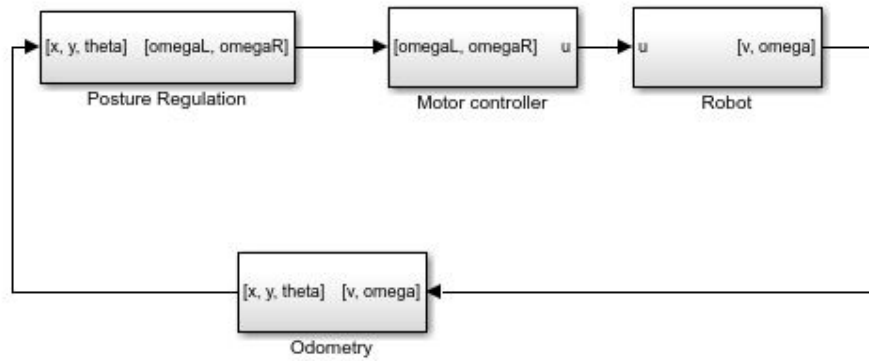 [x, y, theta] [omegaL, omegaR]
Posture Regulation
[omegaL, omegaR] u
Motor controller
u [v, omega]
Robot
[x, y, theta] [v, omega]
Odometry